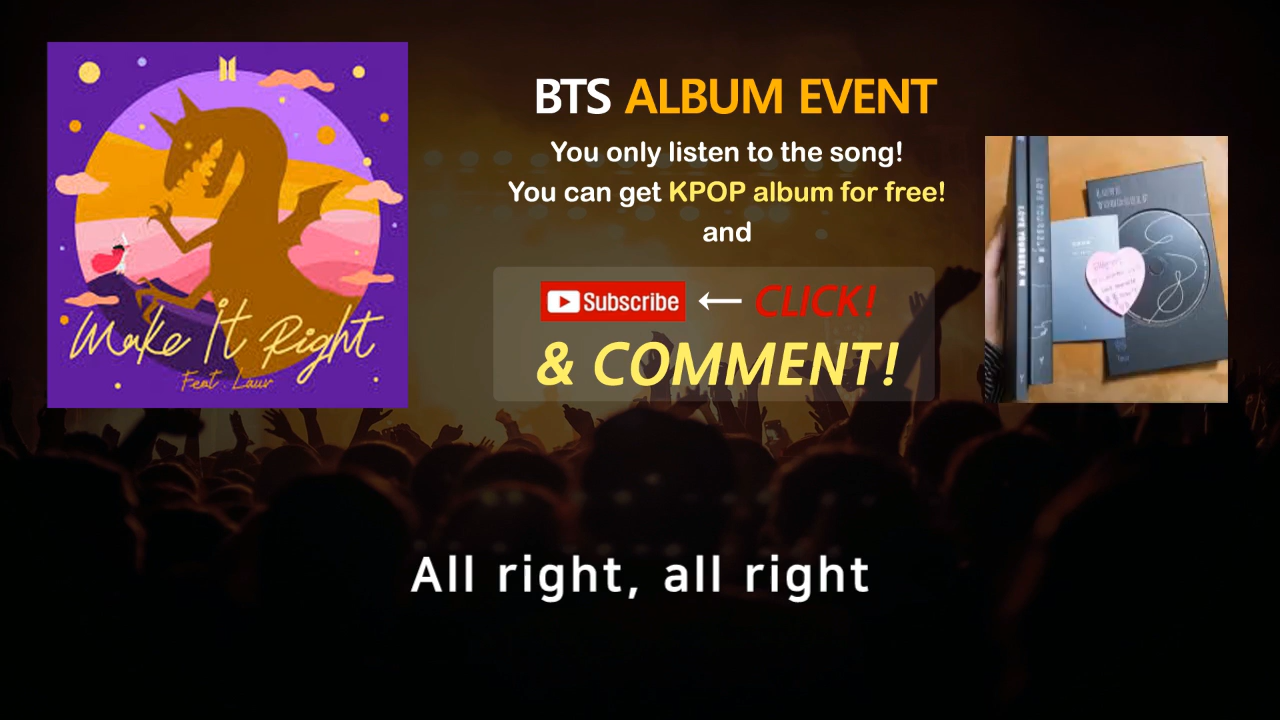 Make It Right
Feat. Lauv
BTS ALBUM EVENT
You only listen to the song!
You can get KPOP album for free!
and
Subscribe ← CLICK!
& COMMENT!
LOVE YOURSELF
All right, all right